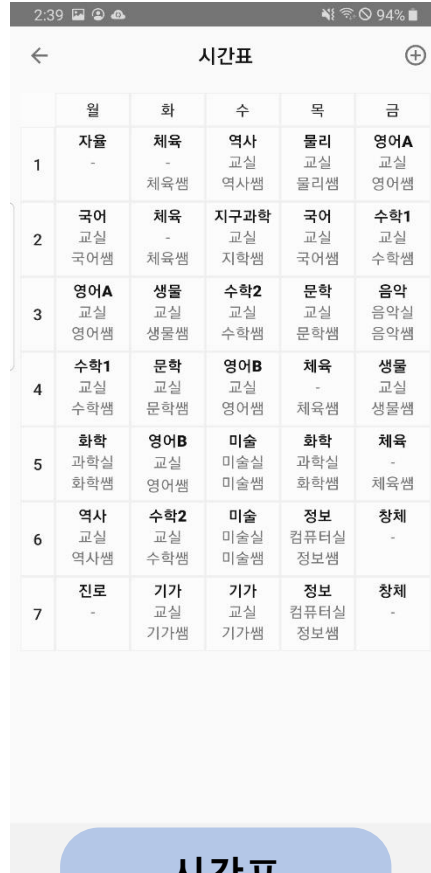 2:39 94%
시간표
월 화 수 목 금
1
자율 체육 역사 물리 영어A
- - 교실 교실 교실
체육쌤 역사쌤 물리쌤 영어쌤
2
국어 체육 지구과학 국어 수학1
교실 - 교실 교실 교실
국어쌤 체육쌤 지학쌤 국어쌤 수학쌤
3
영어A 생물 수학2 문학 음악
교실 교실 교실 교실 음악실
영어쌤 생물쌤 수학쌤 문학쌤 음악쌤
4
수학1 문학 영어B 체육 생물
교실 교실 교실 - 교실
수학쌤 문학쌤 영어쌤 체육쌤 생물쌤
5
화학 영어B 미술 화학 체육
과학실 교실 미술실 과학실 -
화학쌤 영어쌤 미술쌤 화학쌤 체육쌤
6
역사 수학2 미술 정보 창체
교실 교실 미술실 컴퓨터실 -
역사쌤 수학쌤 미술쌤 정보쌤
7
진로 기가 기가 정보 창체
- 교실 교실 컴퓨터실 -
기가쌤 기가쌤 정보쌤
시간표